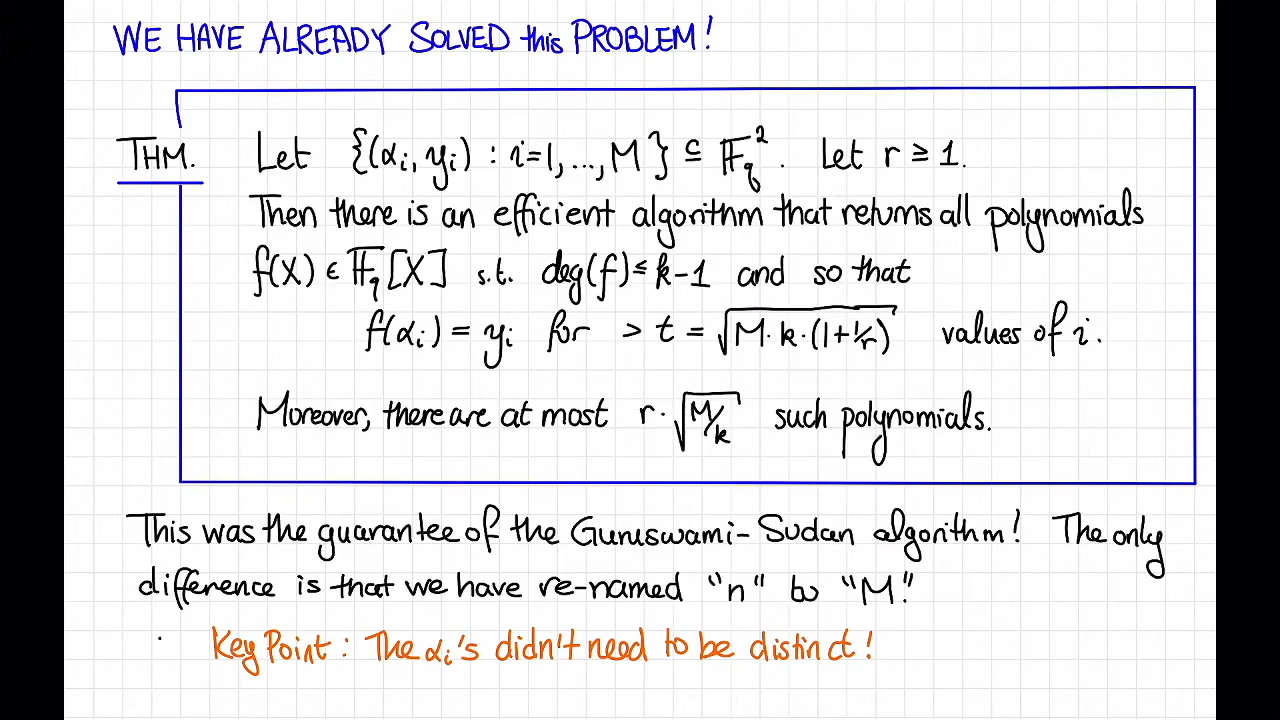 WE HAVE ALREADY SOLVED this PROBLEM!
THM. Let {(αᵢ, yᵢ) : i=1,...,M} ⊆ 𝔽_q². Let r ≥ 1.
Then there is an efficient algorithm that returns all polynomials
f(X) ∈ 𝔽_q[X] s.t. deg(f) ≤ k-1 and so that
f(αᵢ) = yᵢ for > t = √(M·k·(1+1/r)) values of i.
Moreover, there are at most r·√(M/k) such polynomials.
This was the guarantee of the Guruswami-Sudan algorithm! The only
difference is that we have re-named "n" to "M".
Key Point: The αᵢ's didn't need to be distinct!